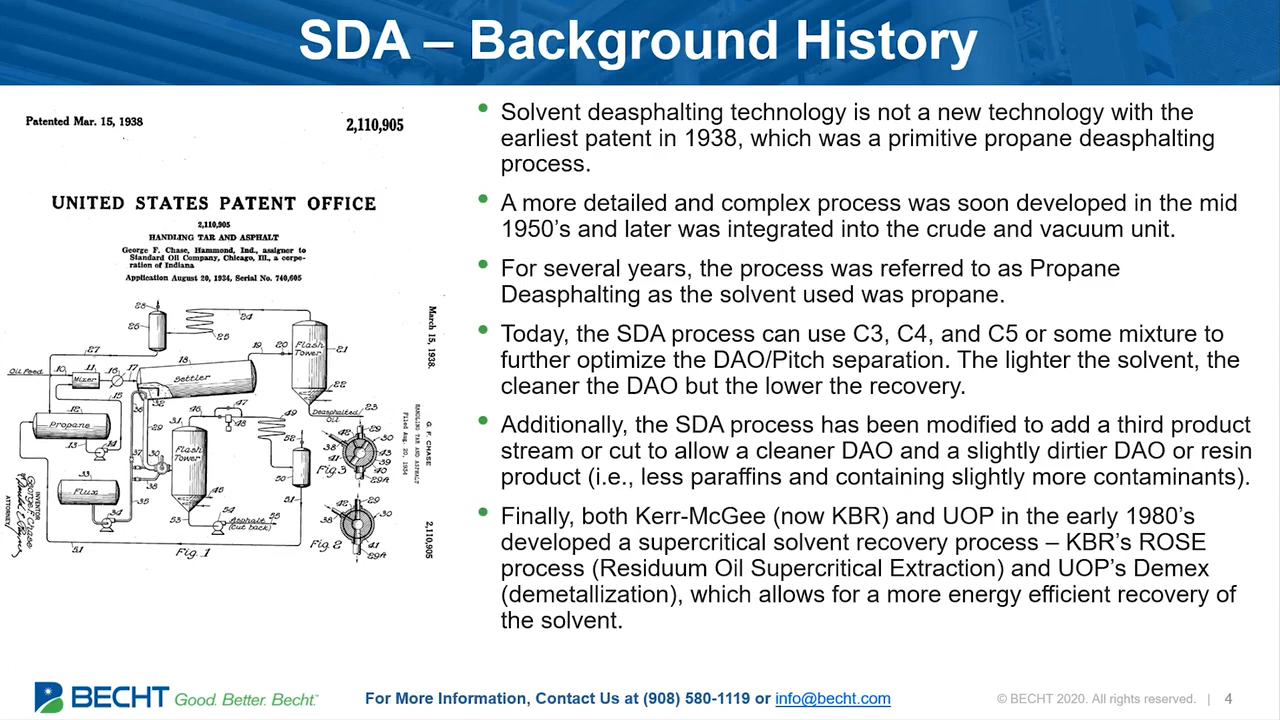 SDA – Background History
Patented Mar. 15, 1938
2,110,905
UNITED STATES PATENT OFFICE
2,110,905
HANDLING TAR AND ASPHALT
George F. Chase, Hammond, Ind., assignor to
Standard Oil Company, Chicago, Ill., a corpo-
ration of Indiana
Application August 20, 1934, Serial No. 740,605
Oil Feed
Mixer
Settler
Flash
Tower
Propane
Deasphalted
Oil
Flash
Tower
Flux
Asphalt
(Cut back)
Fig. 1
Fig. 2
Fig. 3
March 15, 1938.
G. F. CHASE
HANDLING TAR AND ASPHALT
Filed Aug. 20, 1934
2,110,905
INVENTOR
George F. Chase
ATTORNEY
• Solvent deasphalting technology is not a new technology with the
earliest patent in 1938, which was a primitive propane deasphalting
process.
• A more detailed and complex process was soon developed in the mid
1950’s and later was integrated into the crude and vacuum unit.
• For several years, the process was referred to as Propane
Deasphalting as the solvent used was propane.
• Today, the SDA process can use C3, C4, and C5 or some mixture to
further optimize the DAO/Pitch separation. The lighter the solvent, the
cleaner the DAO but the lower the recovery.
• Additionally, the SDA process has been modified to add a third product
stream or cut to allow a cleaner DAO and a slightly dirtier DAO or resin
product (i.e., less paraffins and containing slightly more contaminants).
• Finally, both Kerr-McGee (now KBR) and UOP in the early 1980’s
developed a supercritical solvent recovery process – KBR’s ROSE
process (Residuum Oil Supercritical Extraction) and UOP’s Demex
(demetallization), which allows for a more energy efficient recovery of
the solvent.
BECHT Good. Better. Becht.™
For More Information, Contact Us at (908) 580-1119 or info@becht.com
© BECHT 2020. All rights reserved. | 4